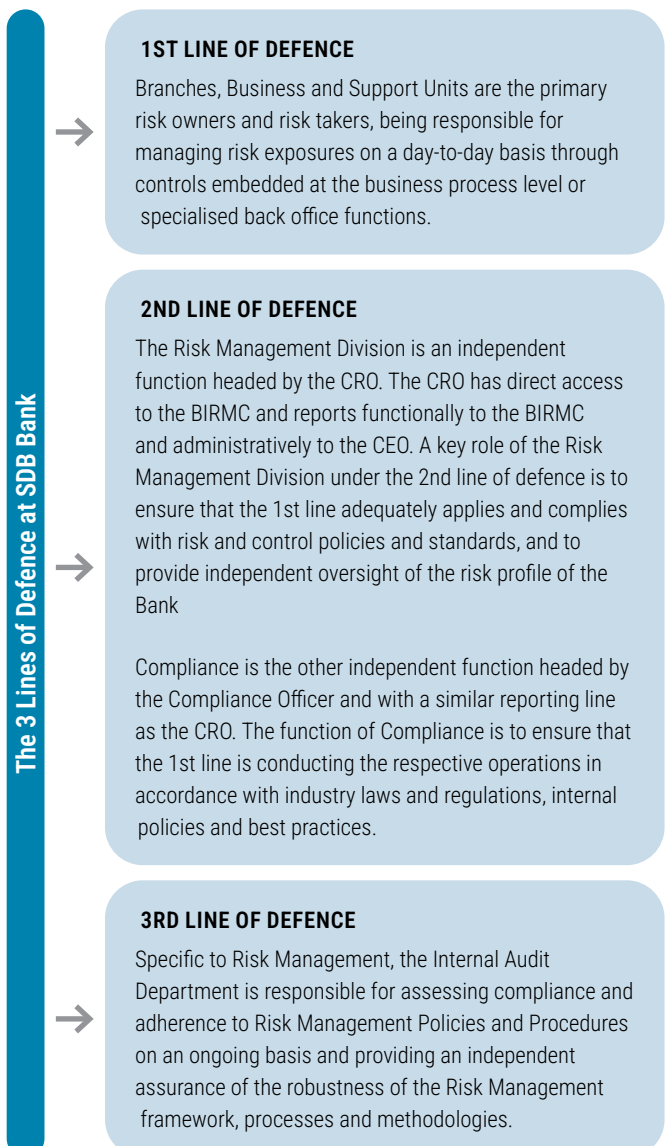 The 3 Lines of Defence at SDB Bank
1ST LINE OF DEFENCE
Branches, Business and Support Units are the primary
risk owners and risk takers, being responsible for
managing risk exposures on a day-to-day basis through
controls embedded at the business process level or
specialised back office functions.
2ND LINE OF DEFENCE
The Risk Management Division is an independent
function headed by the CRO. The CRO has direct access
to the BIRMC and reports functionally to the BIRMC
and administratively to the CEO. A key role of the Risk
Management Division under the 2nd line of defence is to
ensure that the 1st line adequately applies and complies
with risk and control policies and standards, and to
provide independent oversight of the risk profile of the
Bank
Compliance is the other independent function headed by
the Compliance Officer and with a similar reporting line
as the CRO. The function of Compliance is to ensure that
the 1st line is conducting the respective operations in
accordance with industry laws and regulations, internal
policies and best practices.
3RD LINE OF DEFENCE
Specific to Risk Management, the Internal Audit
Department is responsible for assessing compliance and
adherence to Risk Management Policies and Procedures
on an ongoing basis and providing an independent
assurance of the robustness of the Risk Management
framework, processes and methodologies.